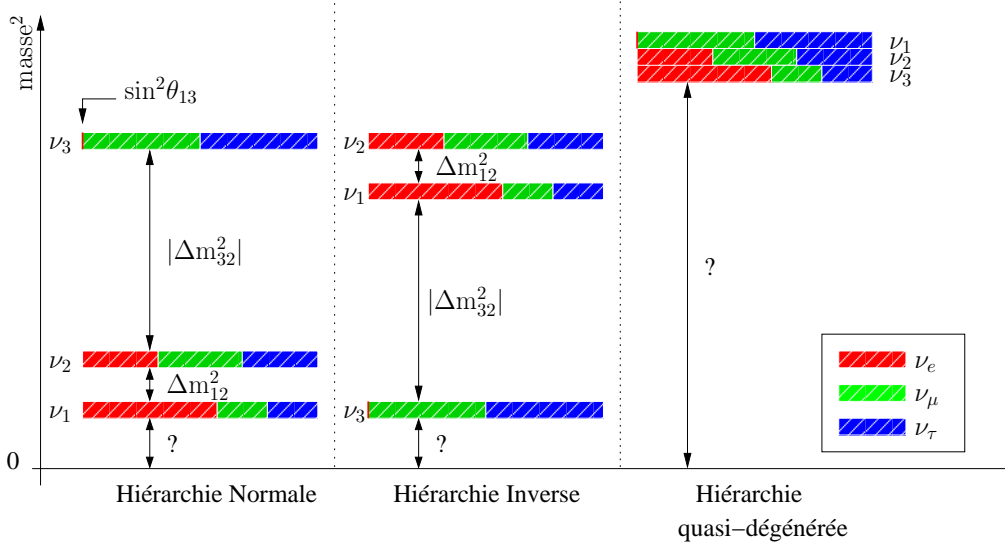 masse²
sin²θ₁₃
ν₃
|Δm²₃₂|
ν₂
Δm²₁₂
ν₁
?
0
Hiérarchie Normale
ν₂
Δm²₁₂
ν₁
|Δm²₃₂|
ν₃
?
Hiérarchie Inverse
ν₁
ν₂
ν₃
?
Hiérarchie
quasi−dégénérée
νₑ
ν_μ
ν_τ